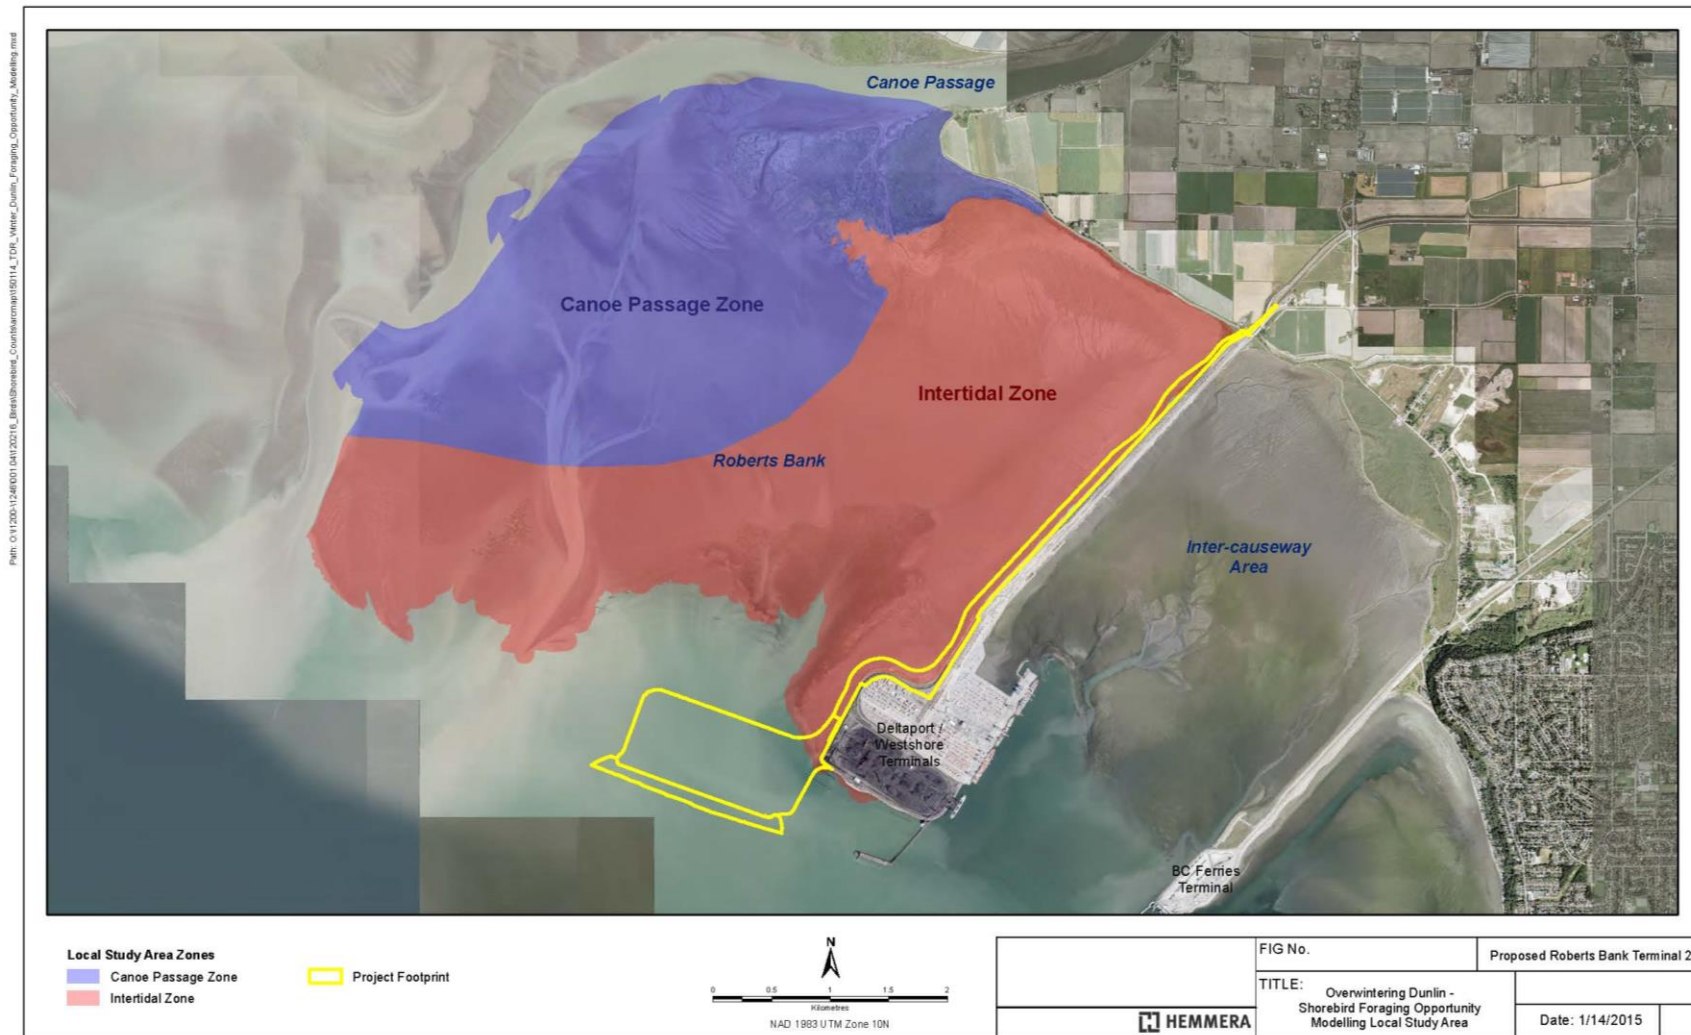 Canoe Passage
Canoe Passage Zone
Intertidal Zone
Roberts Bank
Inter-causeway
Area
Deltaport /
Westshore
Terminals
BC Ferries
Terminal
Local Study Area Zones
Canoe Passage Zone
Intertidal Zone
Project Footprint
N
0 0.5 1 1.5 2
Kilometres
NAD 1983 UTM Zone 10N
HEMMERA
FIG No.
Proposed Roberts Bank Terminal 2
TITLE:
Overwintering Dunlin -
Shorebird Foraging Opportunity
Modelling Local Study Area
Date: 1/14/2015